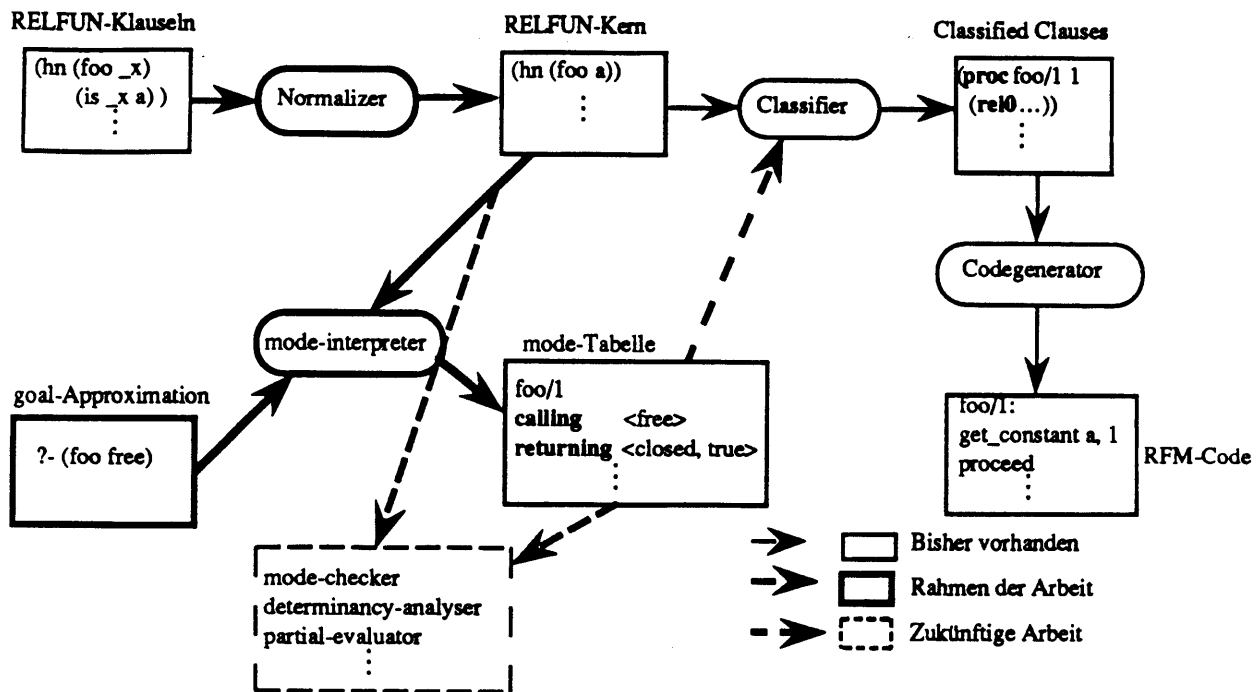 RELFUN-Klauseln
(hn (foo _x)
(is _x a) )
Normalizer
RELFUN-Kern
(hn (foo a))
Classifier
Classified Clauses
(proc foo/1 1
(rel0 ...))
Codegenerator
foo/1:
get_constant a, 1
proceed
RFM-Code
mode-interpreter
goal-Approximation
?- (foo free)
mode-Tabelle
foo/1
calling <free>
returning <closed, true>
mode-checker
determinancy-analyser
partial-evaluator
Bisher vorhanden
Rahmen der Arbeit
Zukünftige Arbeit